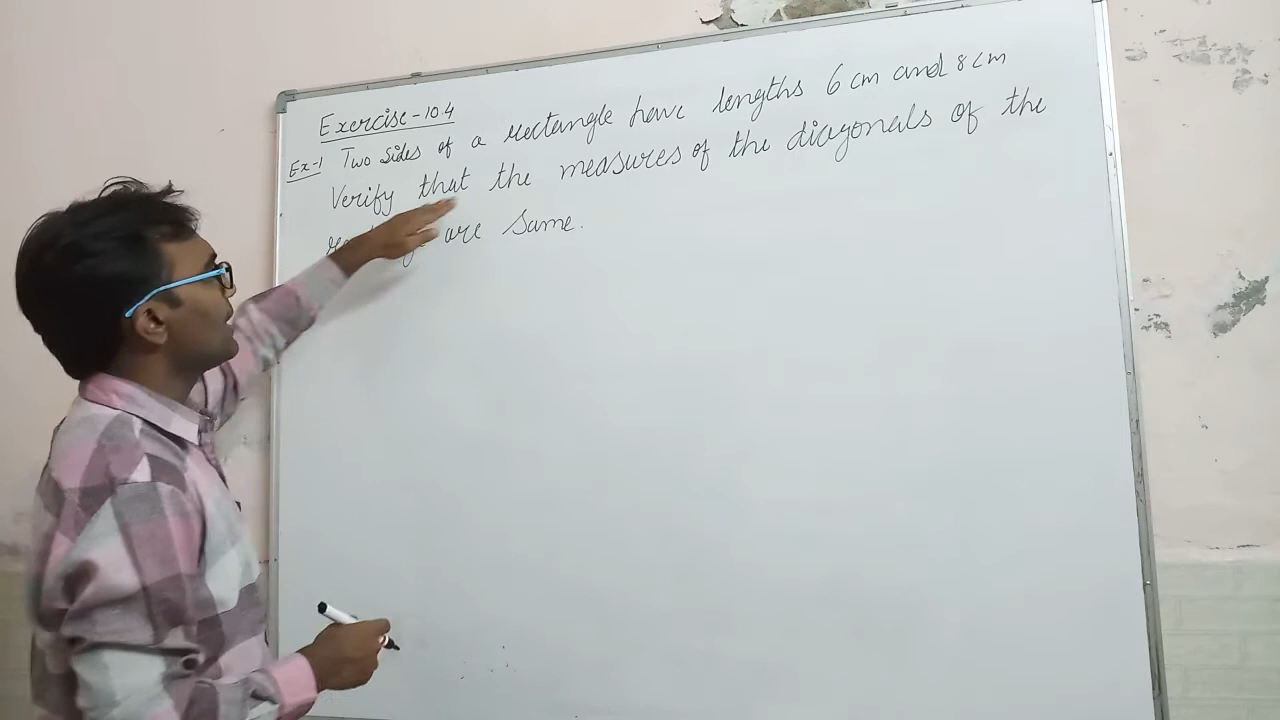 Exercise-10.4
Ex-1 Two sides of a rectangle have lengths 6 cm and 8 cm
Verify that the measures of the diagonals of the
are same.